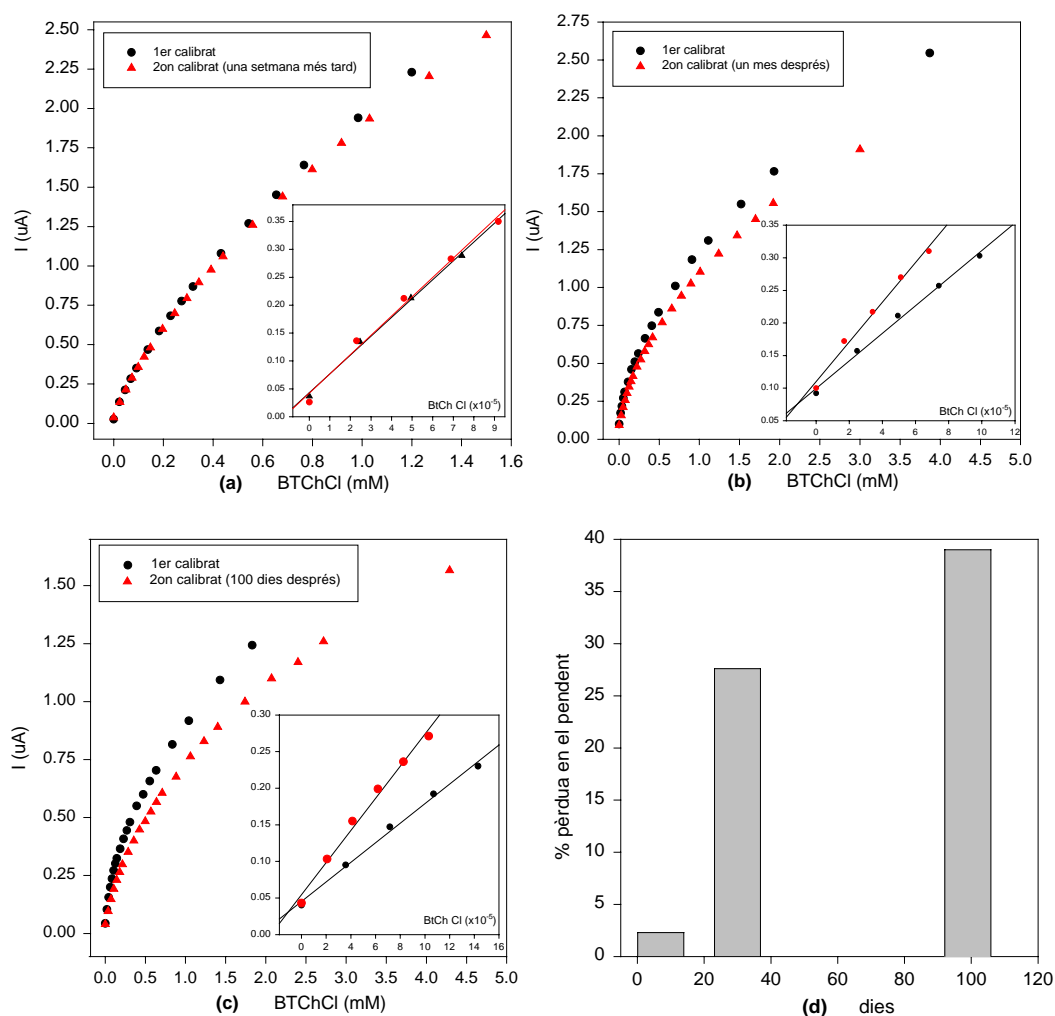 2.50
2.25
2.00
1.75
1.50
1.25
1.00
0.75
0.50
0.25
0.00
I (uA)
1er calibrat
2on calibrat (una setmana més tard)
0.35
0.30
0.25
0.20
0.15
0.10
0.05
0.00
BtCh Cl (x10⁻⁵)
0 1 2 3 4 5 6 7 8 9
0.0 0.2 0.4 0.6 0.8 1.0 1.2 1.4 1.6
(a) BTChCl (mM)
2.75
2.50
2.25
2.00
1.75
1.50
1.25
1.00
0.75
0.50
0.25
0.00
I (uA)
1er calibrat
2on calibrat (un mes després)
0.35
0.30
0.25
0.20
0.15
0.10
0.05
BtCh Cl (x10⁻⁵)
0 2 4 6 8 10 12
0.0 0.5 1.0 1.5 2.0 2.5 3.0 3.5 4.0 4.5 5.0
(b) BTChCl (mM)
1.50
1.25
1.00
0.75
0.50
0.25
0.00
I (uA)
1er calibrat
2on calibrat (100 dies després)
0.30
0.25
0.20
0.15
0.10
0.05
0.00
BtCh Cl (x10⁻⁵)
0 2 4 6 8 10 12 14 16
0.0 0.5 1.0 1.5 2.0 2.5 3.0 3.5 4.0 4.5 5.0
(c) BTChCl (mM)
40
35
30
25
20
15
10
5
0
% pèrdua en el pendent
0 20 40 60 80 100 120
(d) dies